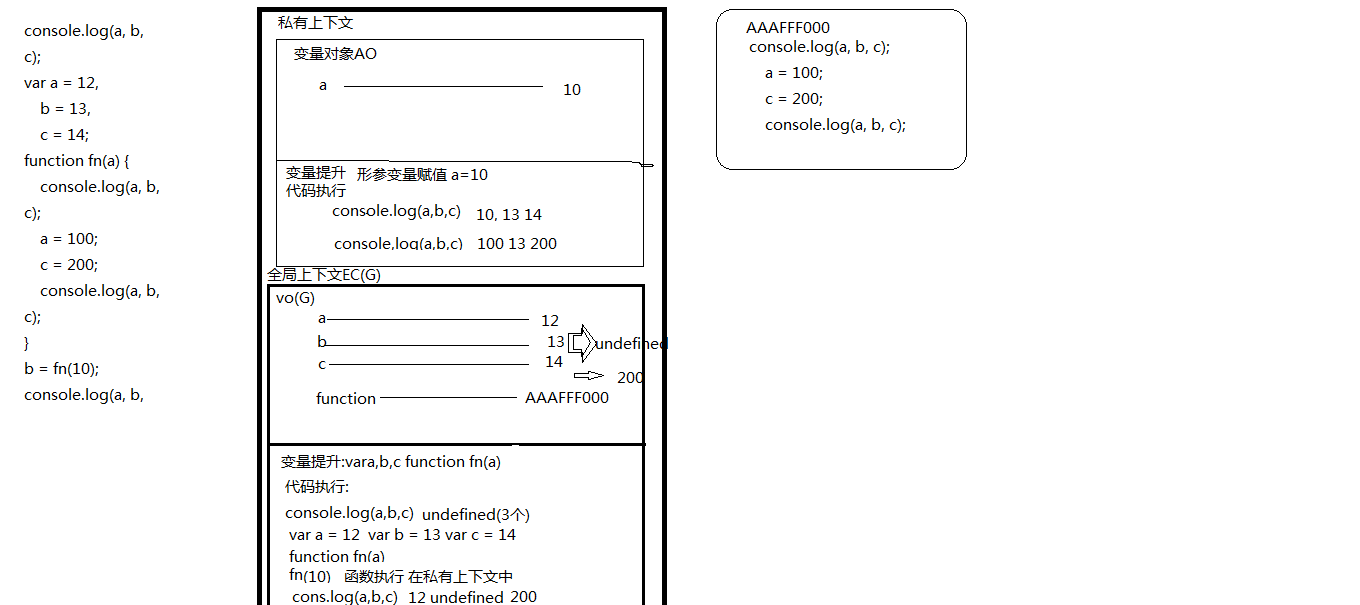 console.log(a, b,
c);
var a = 12,
b = 13,
c = 14;
function fn(a) {
console.log(a, b,
c);
a = 100;
c = 200;
console.log(a, b,
c);
}
b = fn(10);
console.log(a, b,
私有上下文
变量对象AO
a 10
变量提升 形参变量赋值 a=10
代码执行
console.log(a,b,c) 10, 13 14
console,log(a,b,c) 100 13 200
全局上下文EC(G)
vo(G)
a 12
b 13 undefined
c 14
200
function AAAFFF000
变量提升:vara,b,c function fn(a)
代码执行:
console.log(a,b,c) undefined(3个)
var a = 12 var b = 13 var c = 14
function fn(a)
fn(10) 函数执行 在私有上下文中
cons.log(a,b,c) 12 undefined 200
AAAFFF000
console.log(a, b, c);
a = 100;
c = 200;
console.log(a, b, c);